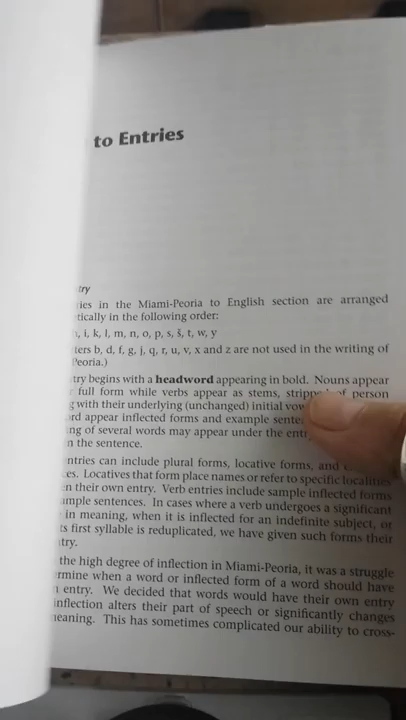 to Entries
try
ies in the Miami-Peoria to English section are arranged
tically in the following order:
i, k, l, m, n, o, p, s, š, t, w, y
ters b, d, f, g, j, q, r, u, v, x and z are not used in the writing of
Peoria.)
try begins with a headword appearing in bold. Nouns appear
full form while verbs appear as stems, of person
g with their underlying (unchanged) initial
rd appear inflected forms and example
ng of several words may appear under the
n the sentence.
ntries can include plural forms, locative forms, and
es. Locatives that form place names or refer to specific localities
n their own entry. Verb entries include sample inflected forms
ample sentences. In cases where a verb undergoes a significant
in meaning, when it is inflected for an indefinite subject, or
ts first syllable is reduplicated, we have given such forms their
try.
the high degree of inflection in Miami-Peoria, it was a struggle
rmine when a word or inflected form of a word should have
n entry. We decided that words would have their own entry
inflection alters their part of speech or significantly changes
eaning. This has sometimes complicated our ability to cross-